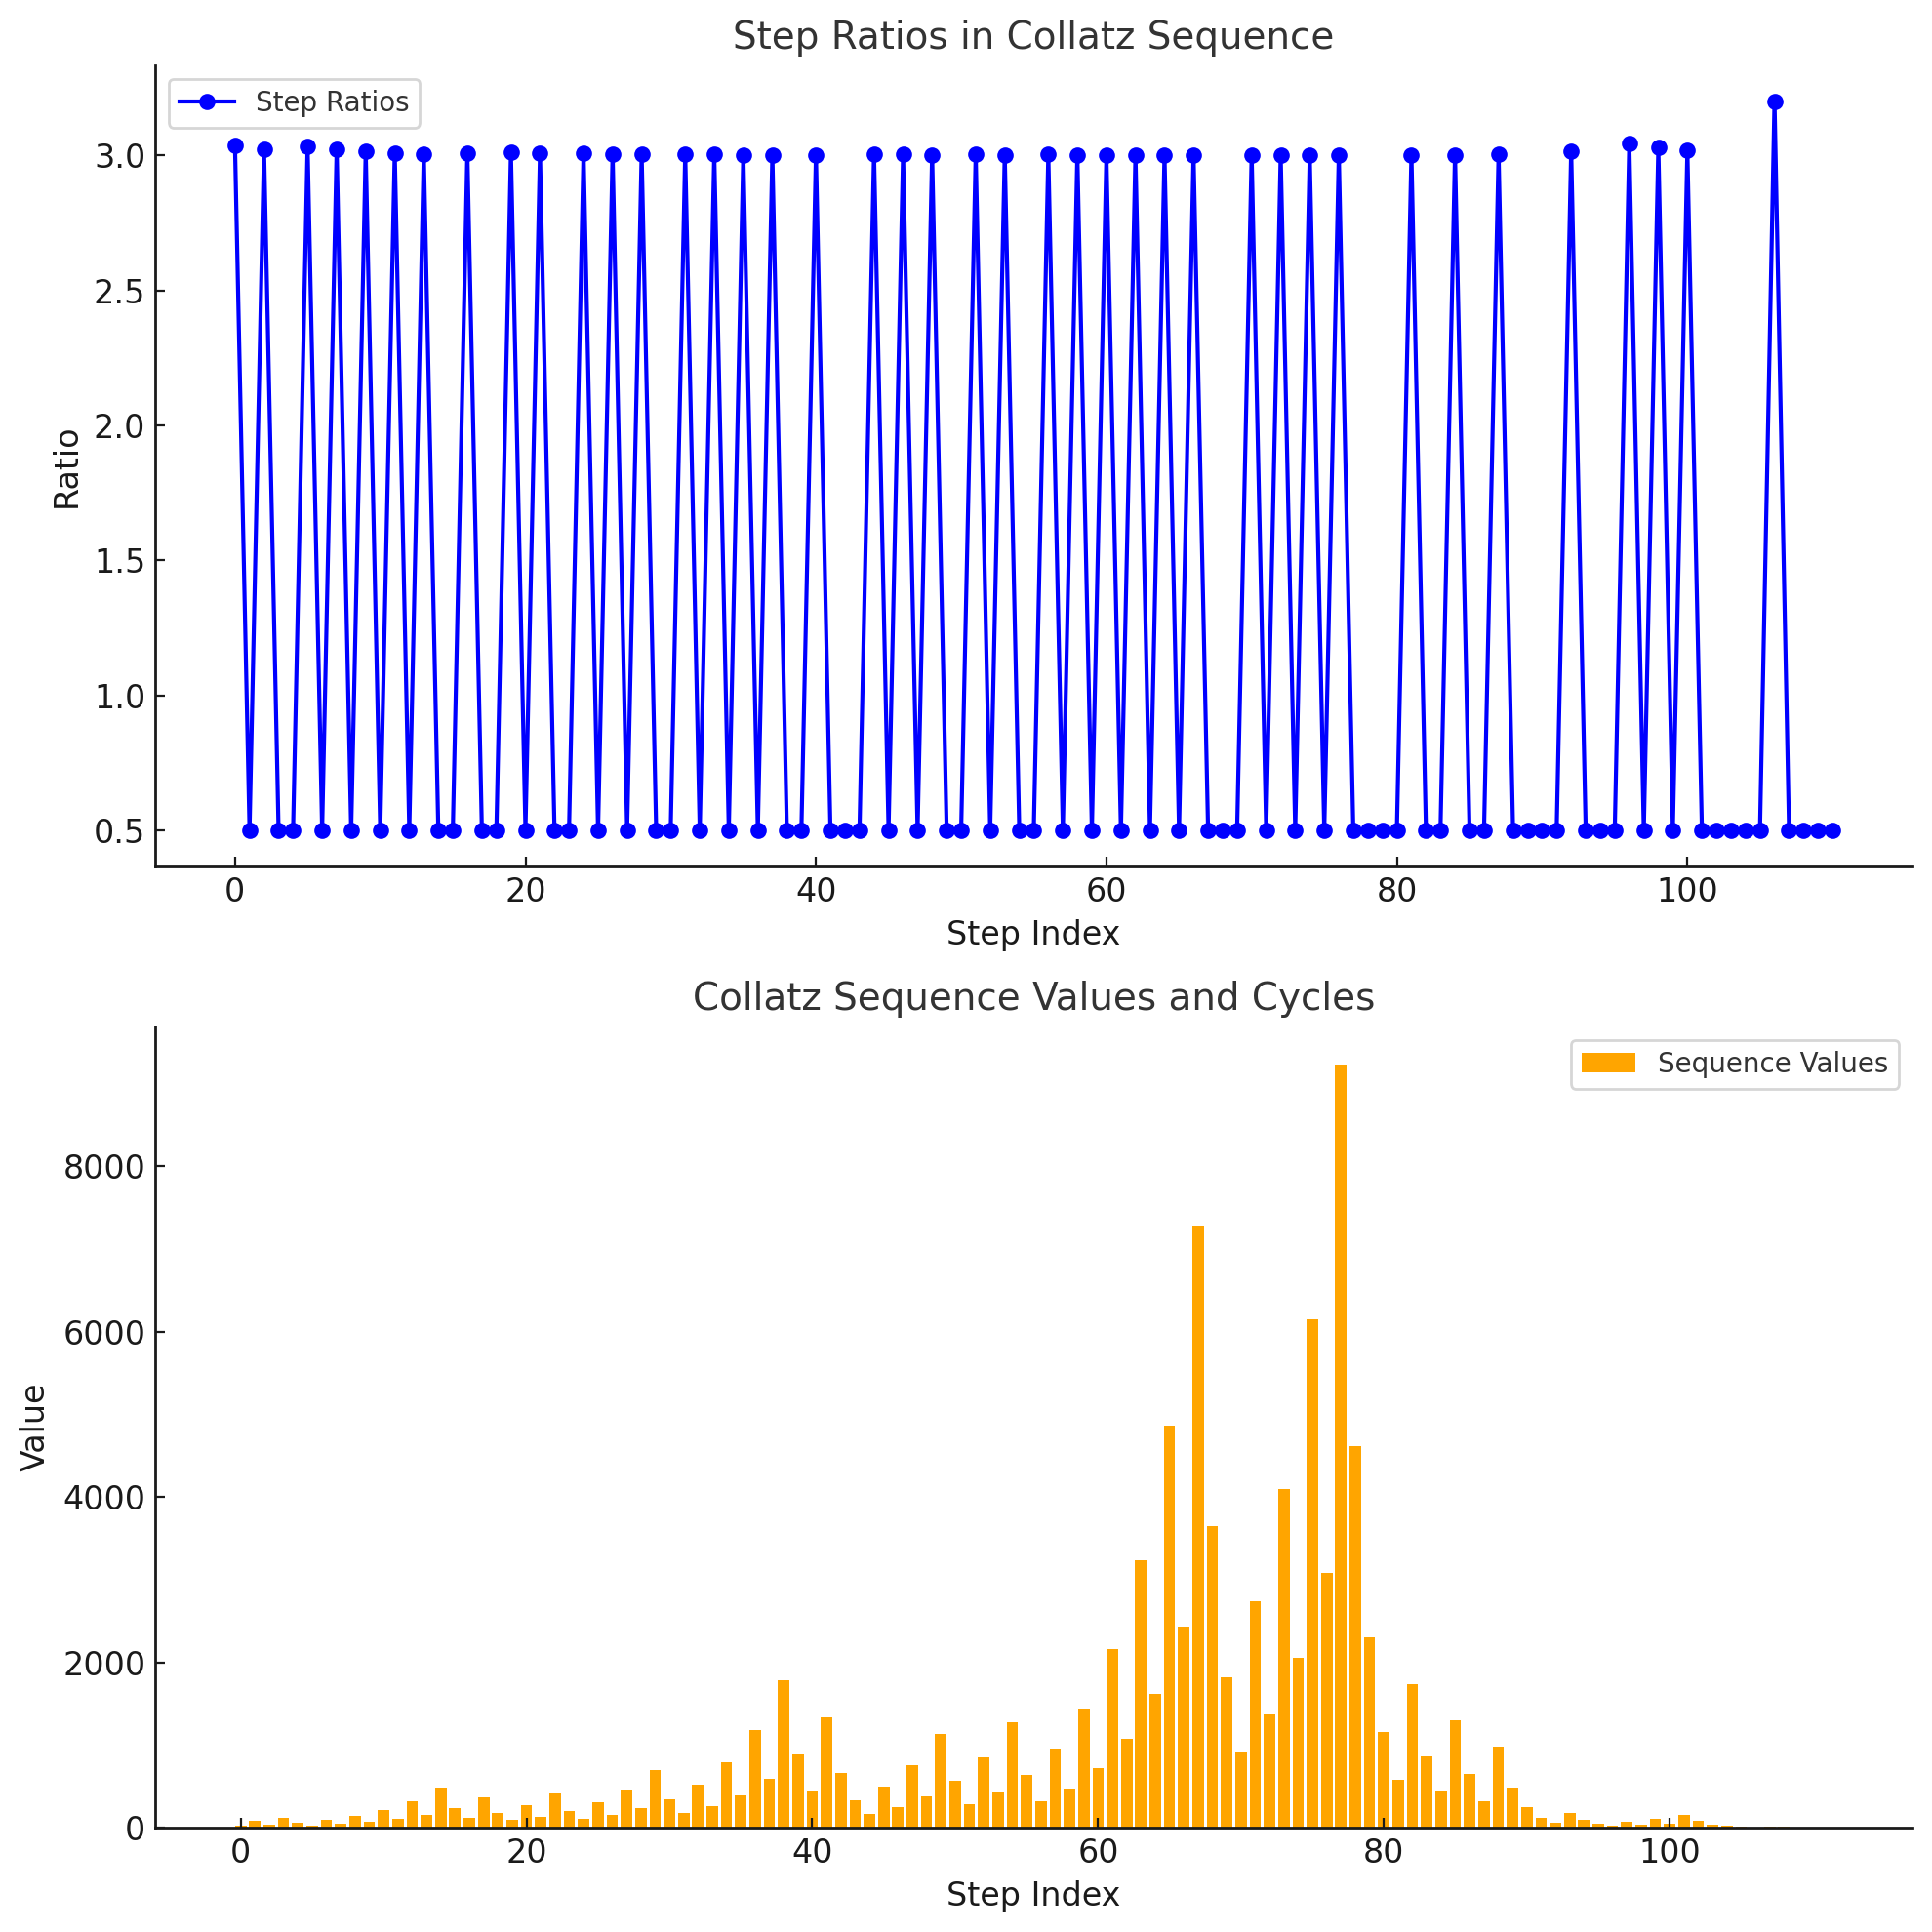 Step Ratios in Collatz Sequence
Step Ratios
3.0
2.5
2.0
1.5
1.0
0.5
Ratio
0 20 40 60 80 100
Step Index
Collatz Sequence Values and Cycles
Sequence Values
8000
6000
4000
2000
0
Value
0 20 40 60 80 100
Step Index